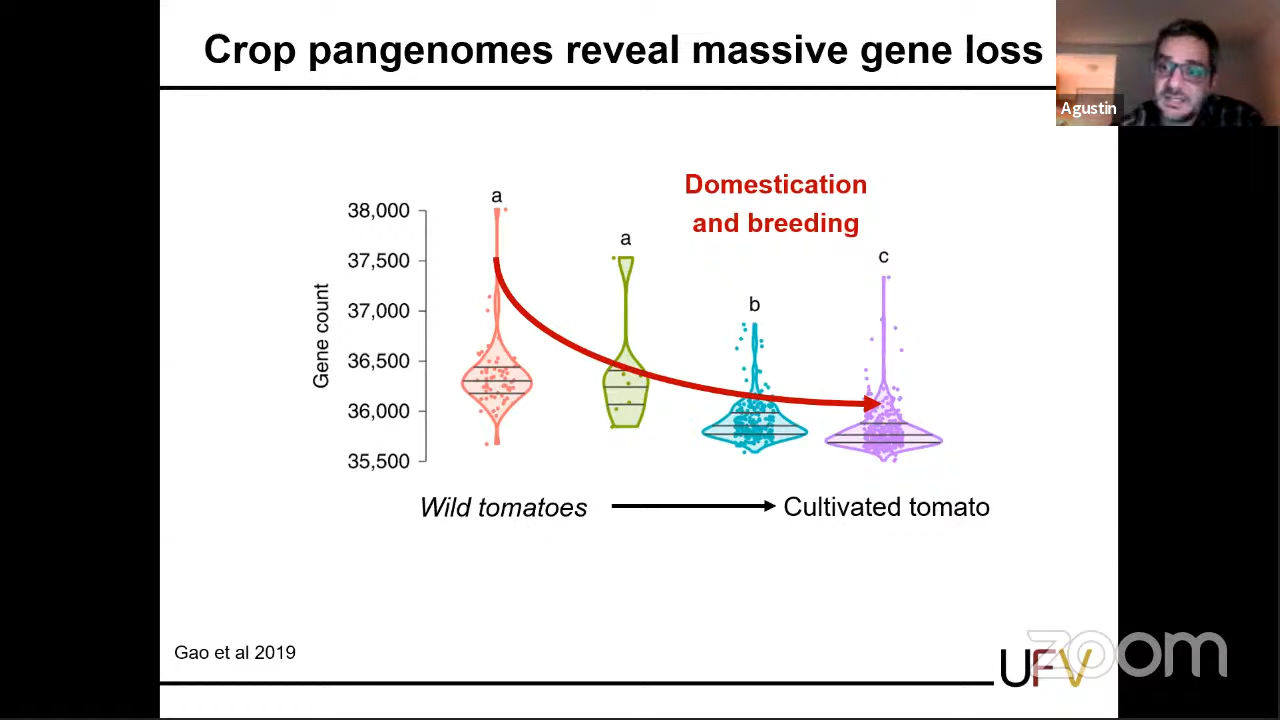 Crop pangenomes reveal massive gene loss
Agustin
Domestication
and breeding
a
a
b
c
38,000
37,500
37,000
36,500
36,000
35,500
Gene count
Wild tomatoes
Cultivated tomato
Gao et al 2019
UFV
zoom